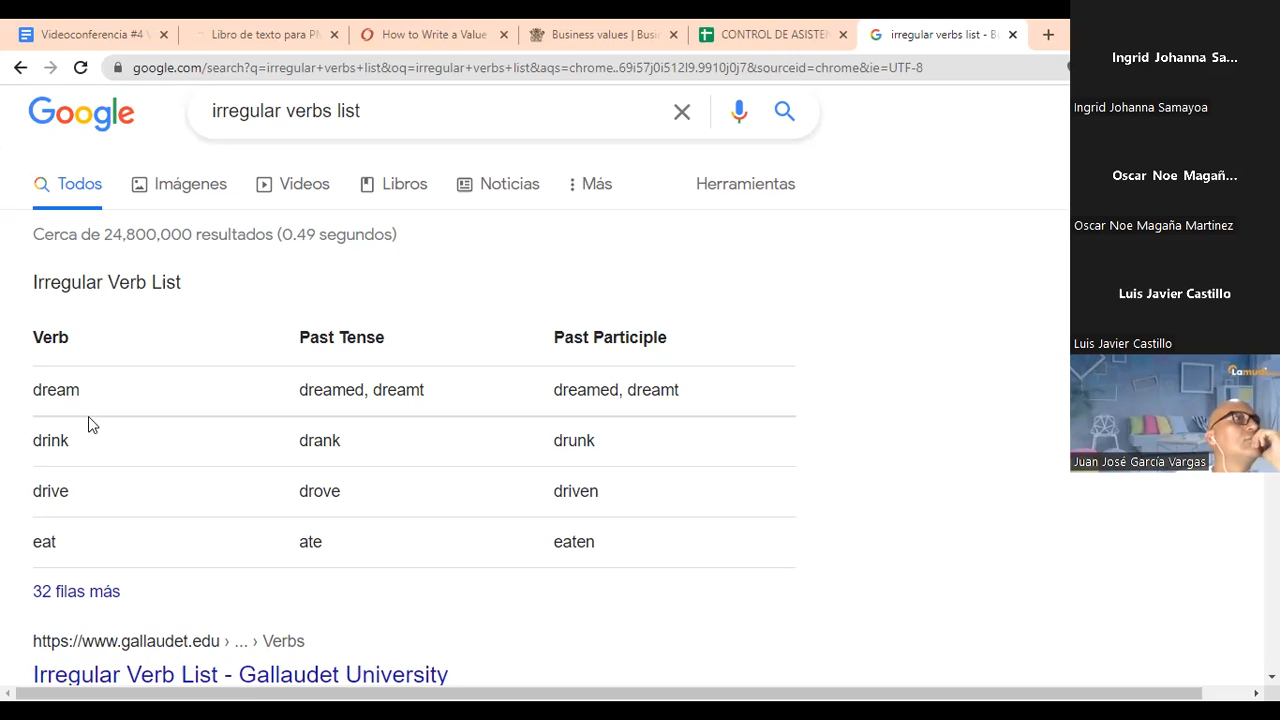 Videoconferencia #4 V
Libro de texto para PM
How to Write a Value
Business values | Busi
CONTROL DE ASISTEN
irregular verbs list - B
google.com/search?q=irregular+verbs+list&oq=irregular+verbs+list&aqs=chrome..69i57j0i512l9.9910j0j7&sourceid=chrome&ie=UTF-8
Google
irregular verbs list
Todos
Imágenes
Videos
Libros
Noticias
Más
Herramientas
Cerca de 24,800,000 resultados (0.49 segundos)
Irregular Verb List
Verb Past Tense Past Participle
dream dreamed, dreamt dreamed, dreamt
drink drank drunk
drive drove driven
eat ate eaten
32 filas más
https://www.gallaudet.edu › ... › Verbs
Irregular Verb List - Gallaudet University
Ingrid Johanna Sa...
Ingrid Johanna Samayoa
Oscar Noe Magañ...
Oscar Noe Magaña Martinez
Luis Javier Castillo
Luis Javier Castillo
Juan José García Vargas